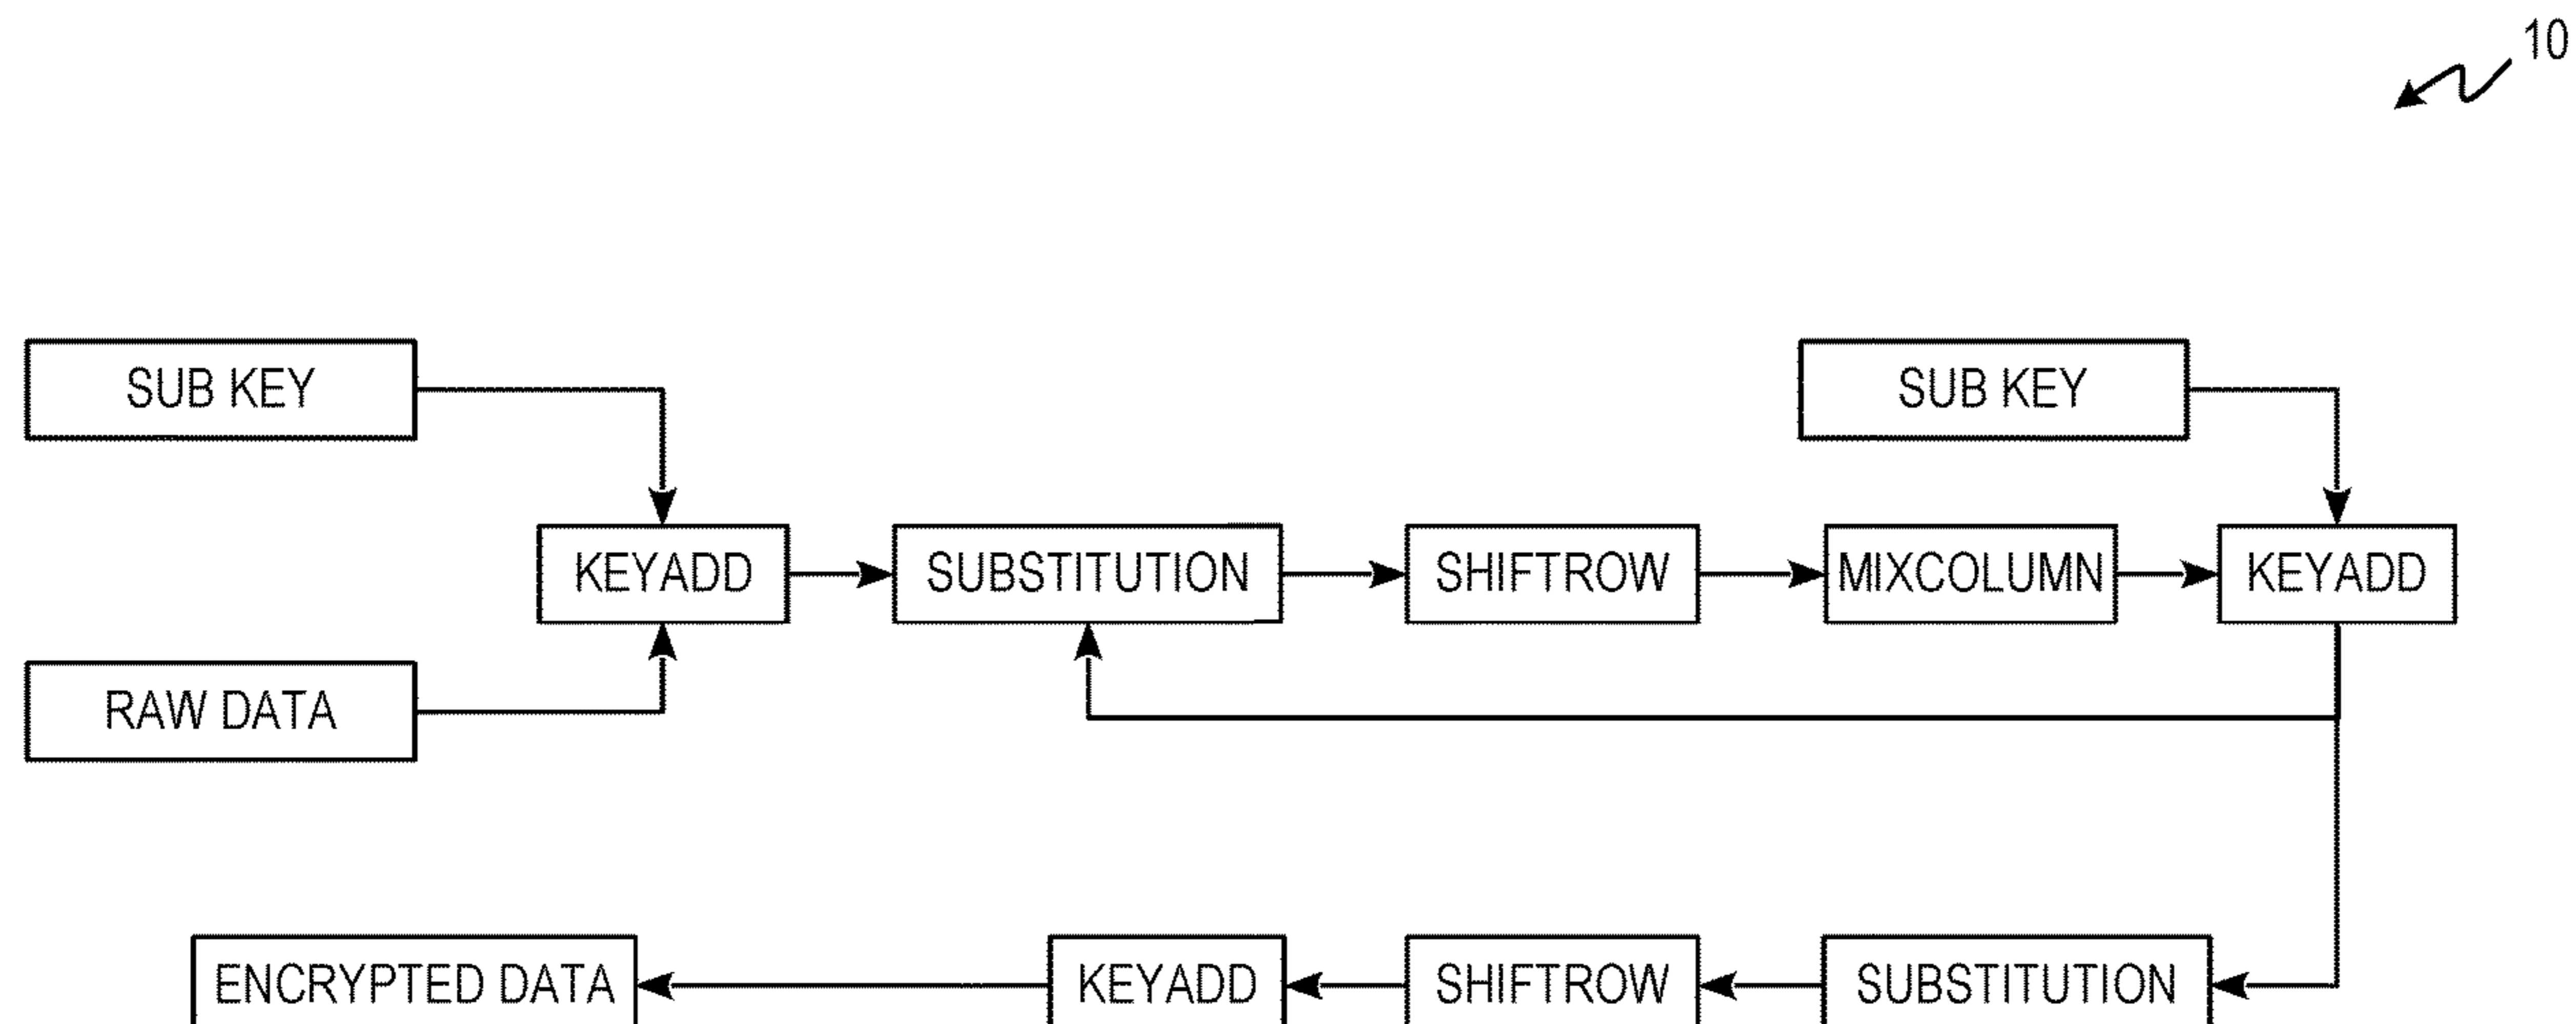 10
SUB KEY
SUB KEY
KEYADD
SUBSTITUTION
SHIFTROW
MIXCOLUMN
KEYADD
RAW DATA
ENCRYPTED DATA
KEYADD
SHIFTROW
SUBSTITUTION